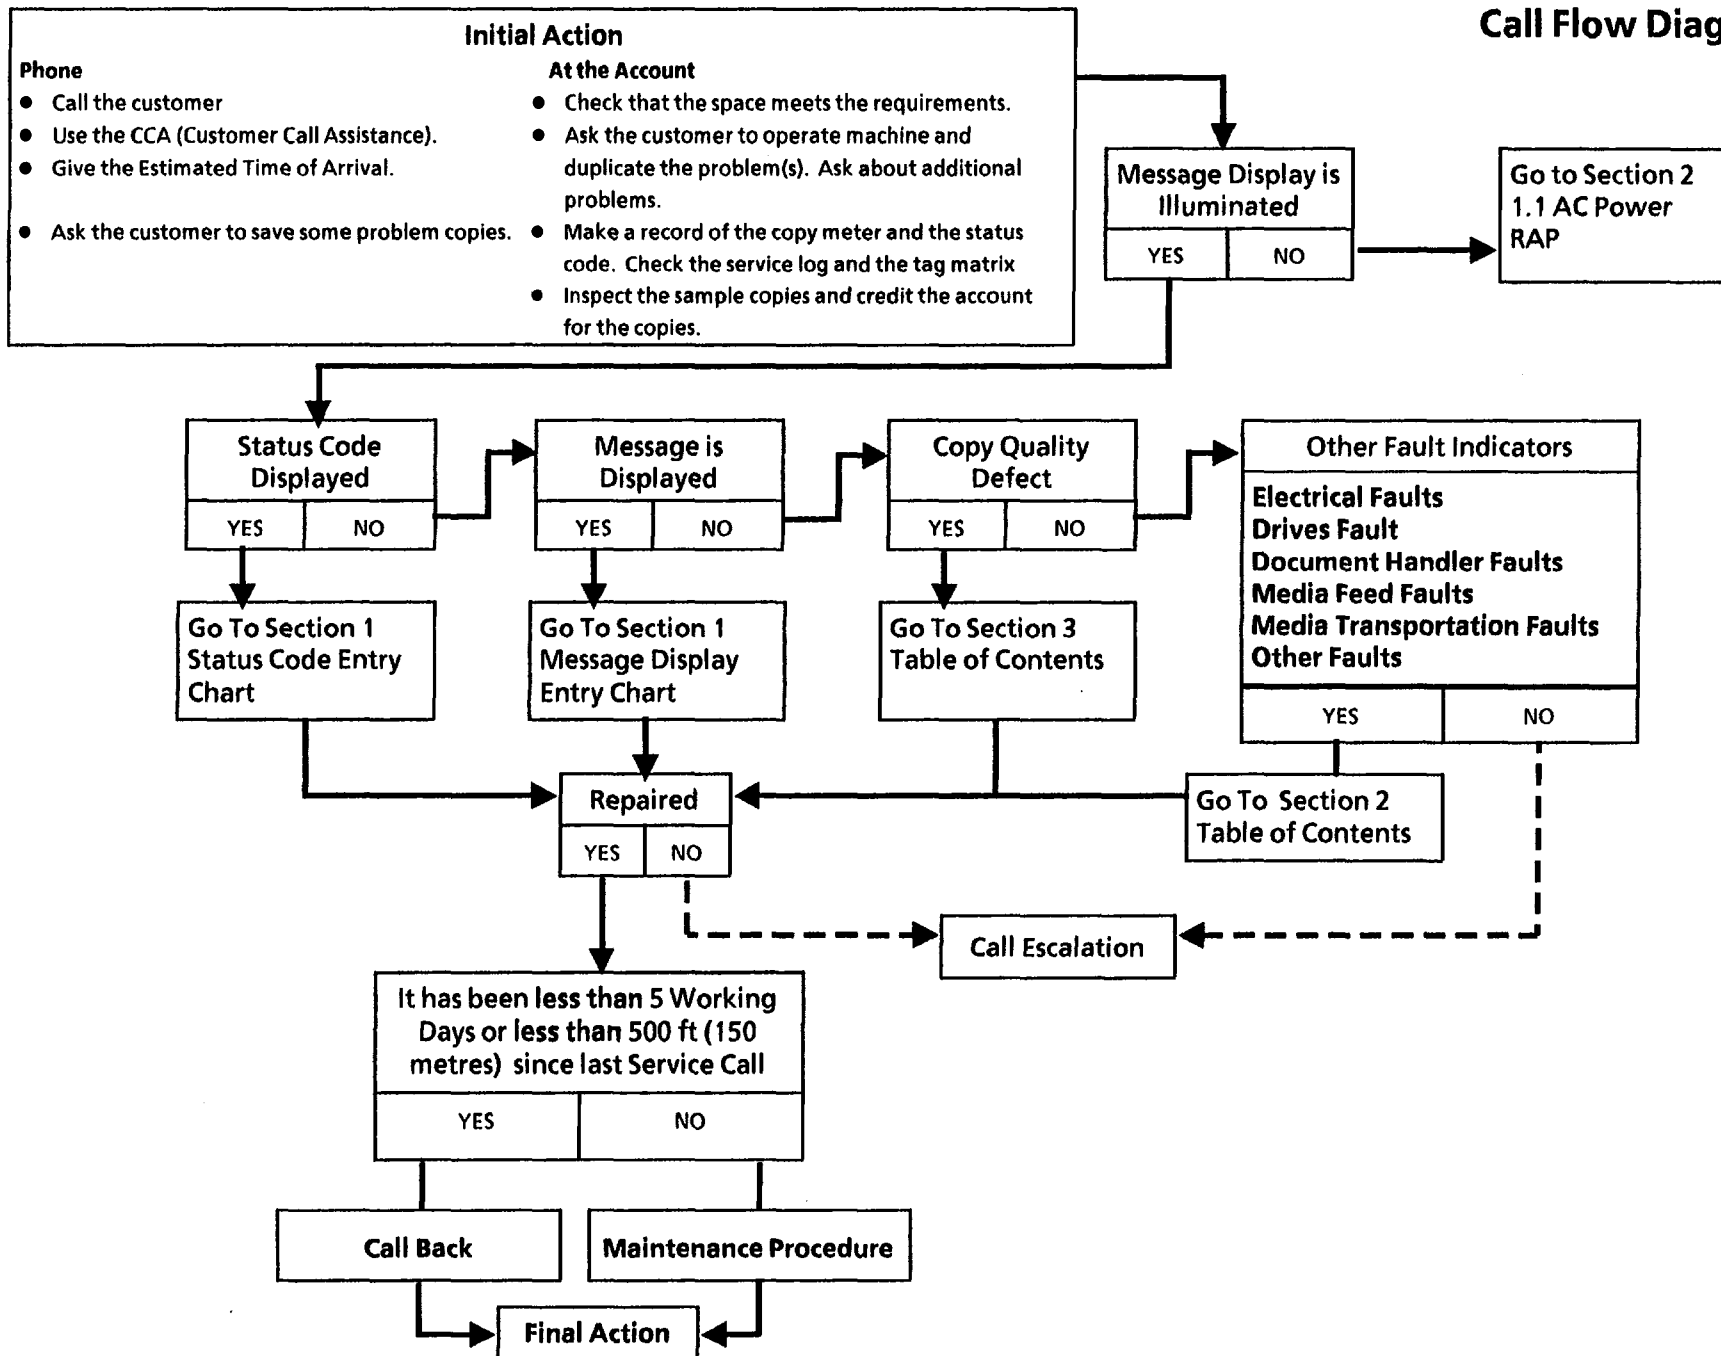 Call Flow Diag
Initial Action
Phone
● Call the customer
● Use the CCA (Customer Call Assistance).
● Give the Estimated Time of Arrival.
● Ask the customer to save some problem copies.
At the Account
● Check that the space meets the requirements.
● Ask the customer to operate machine and
duplicate the problem(s). Ask about additional
problems.
● Make a record of the copy meter and the status
code. Check the service log and the tag matrix
● Inspect the sample copies and credit the account
for the copies.
Message Display is
Illuminated
YES NO
Go to Section 2
1.1 AC Power
RAP
Status Code
Displayed
YES NO
Message is
Displayed
YES NO
Copy Quality
Defect
YES NO
Other Fault Indicators
Electrical Faults
Drives Fault
Document Handler Faults
Media Feed Faults
Media Transportation Faults
Other Faults
YES NO
Go To Section 1
Status Code Entry
Chart
Go To Section 1
Message Display
Entry Chart
Go To Section 3
Table of Contents
Go To Section 2
Table of Contents
Repaired
YES NO
Call Escalation
It has been less than 5 Working
Days or less than 500 ft (150
metres) since last Service Call
YES NO
Call Back
Maintenance Procedure
Final Action